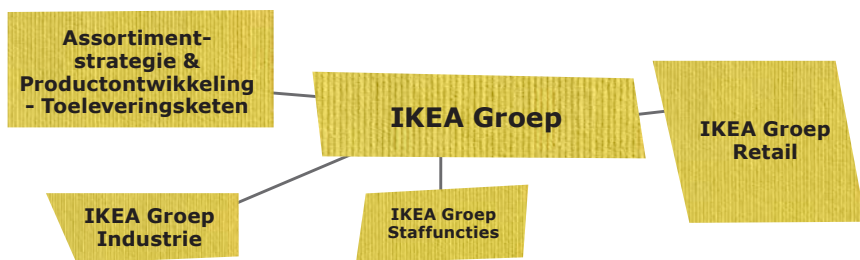 Assortiment-
strategie &
Productontwikkeling
- Toeleveringsketen
IKEA Groep
IKEA Groep
Retail
IKEA Groep
Industrie
IKEA Groep
Staffuncties